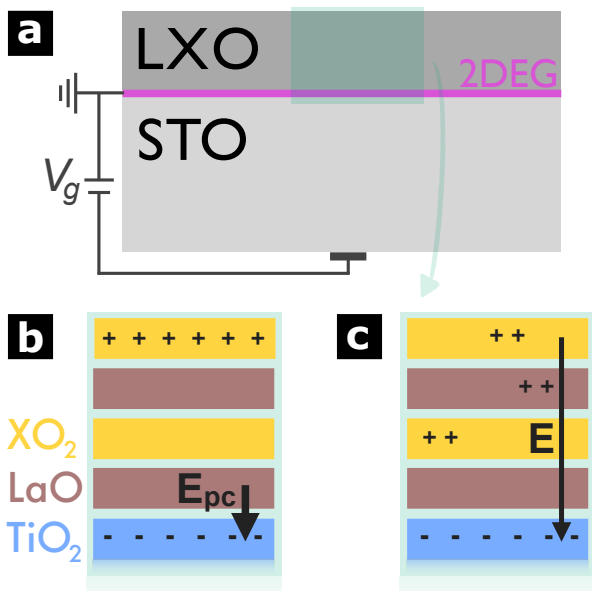 a
LXO
2DEG
STO
Vg
b
c
+ + + + + +
+ +
+ +
XO2
+ +
E
LaO
Epc
TiO2
- - - - - -
- - - - - -